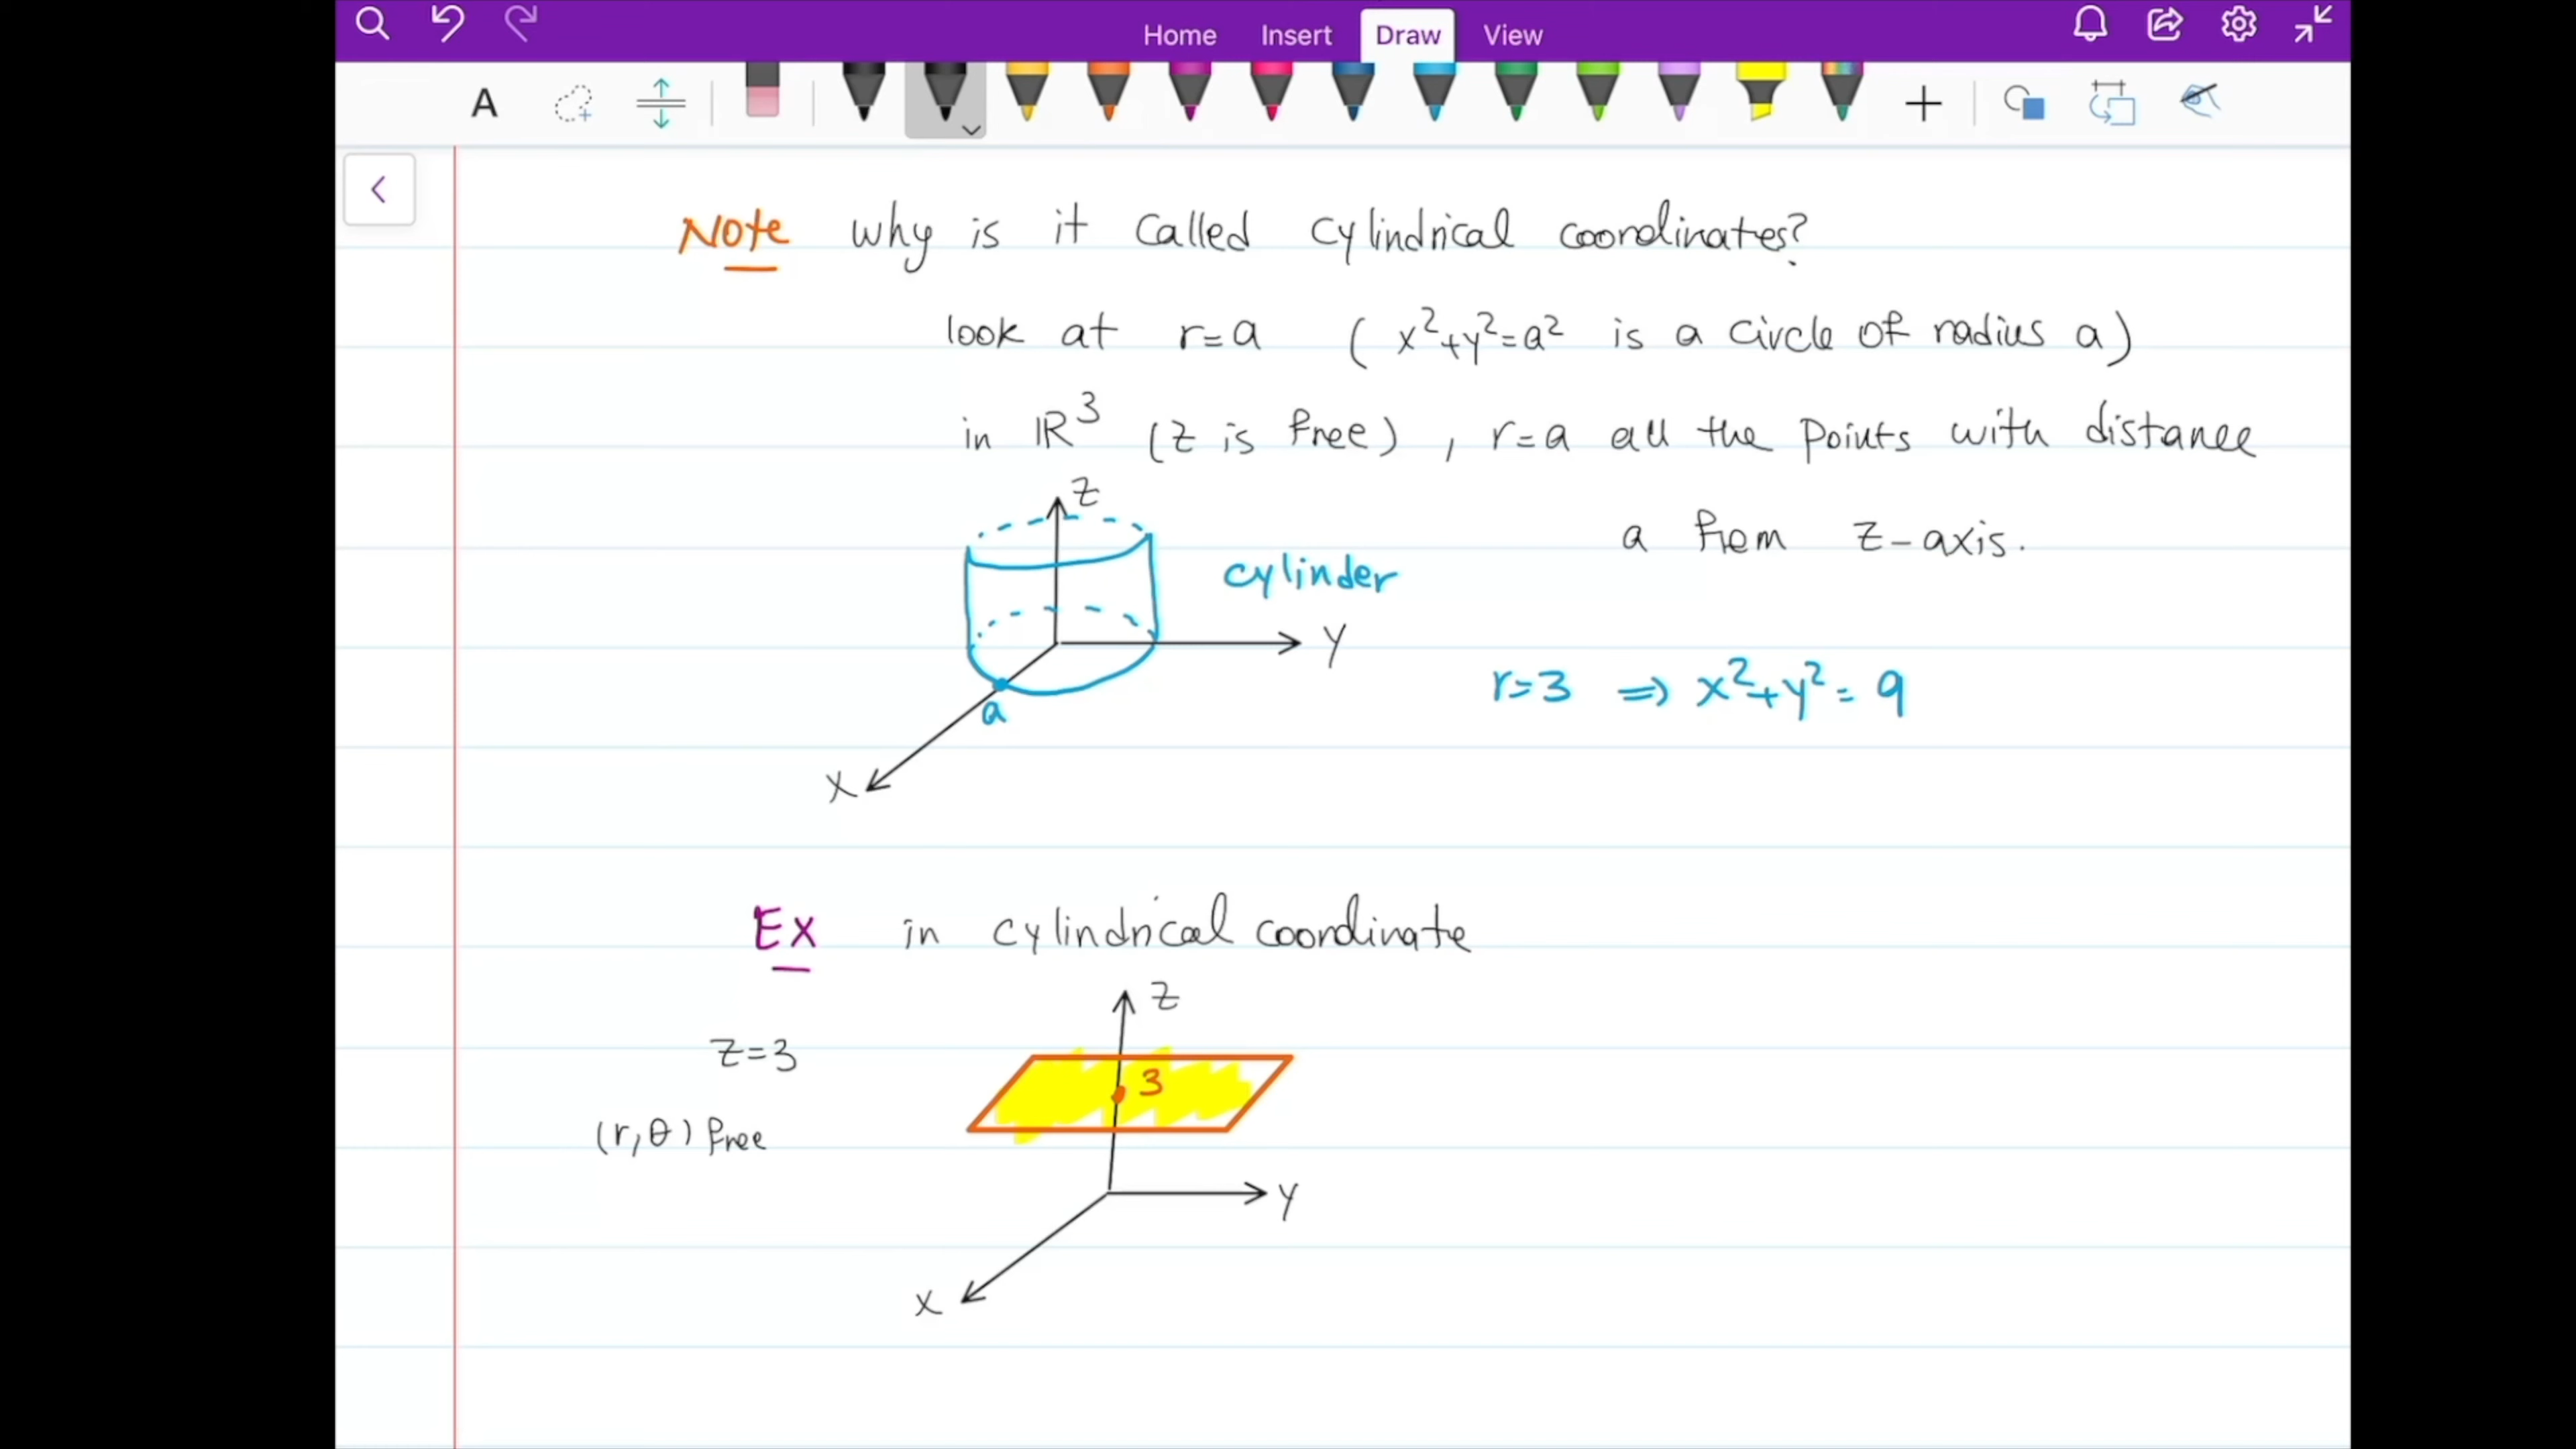 Home Insert Draw View
A
Note why is it called cylindrical coordinates?
look at r=a (x²+y²=a² is a circle of radius a)
in ℝ³ (z is free), r=a all the points with distance
a from z-axis.
z
cylinder
y
r=3 ⇒ x²+y²=9
a
x
Ex in cylindrical coordinate
z
z=3
3
(r,θ) free
y
x